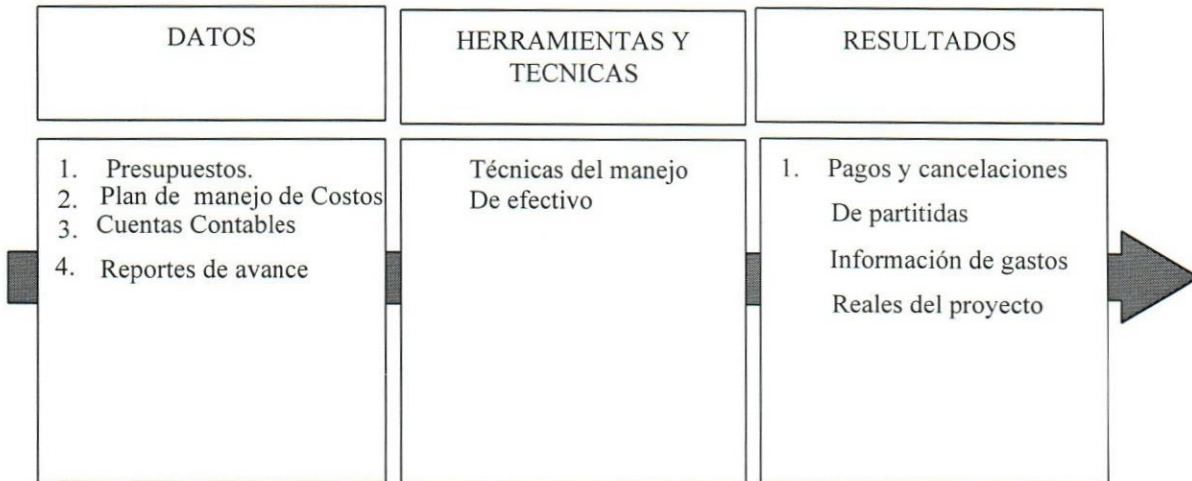 DATOS
HERRAMIENTAS Y
TECNICAS
RESULTADOS
1. Presupuestos.
2. Plan de manejo de Costos
3. Cuentas Contables
4. Reportes de avance
Técnicas del manejo
De efectivo
1. Pagos y cancelaciones
De partitidas
Información de gastos
Reales del proyecto